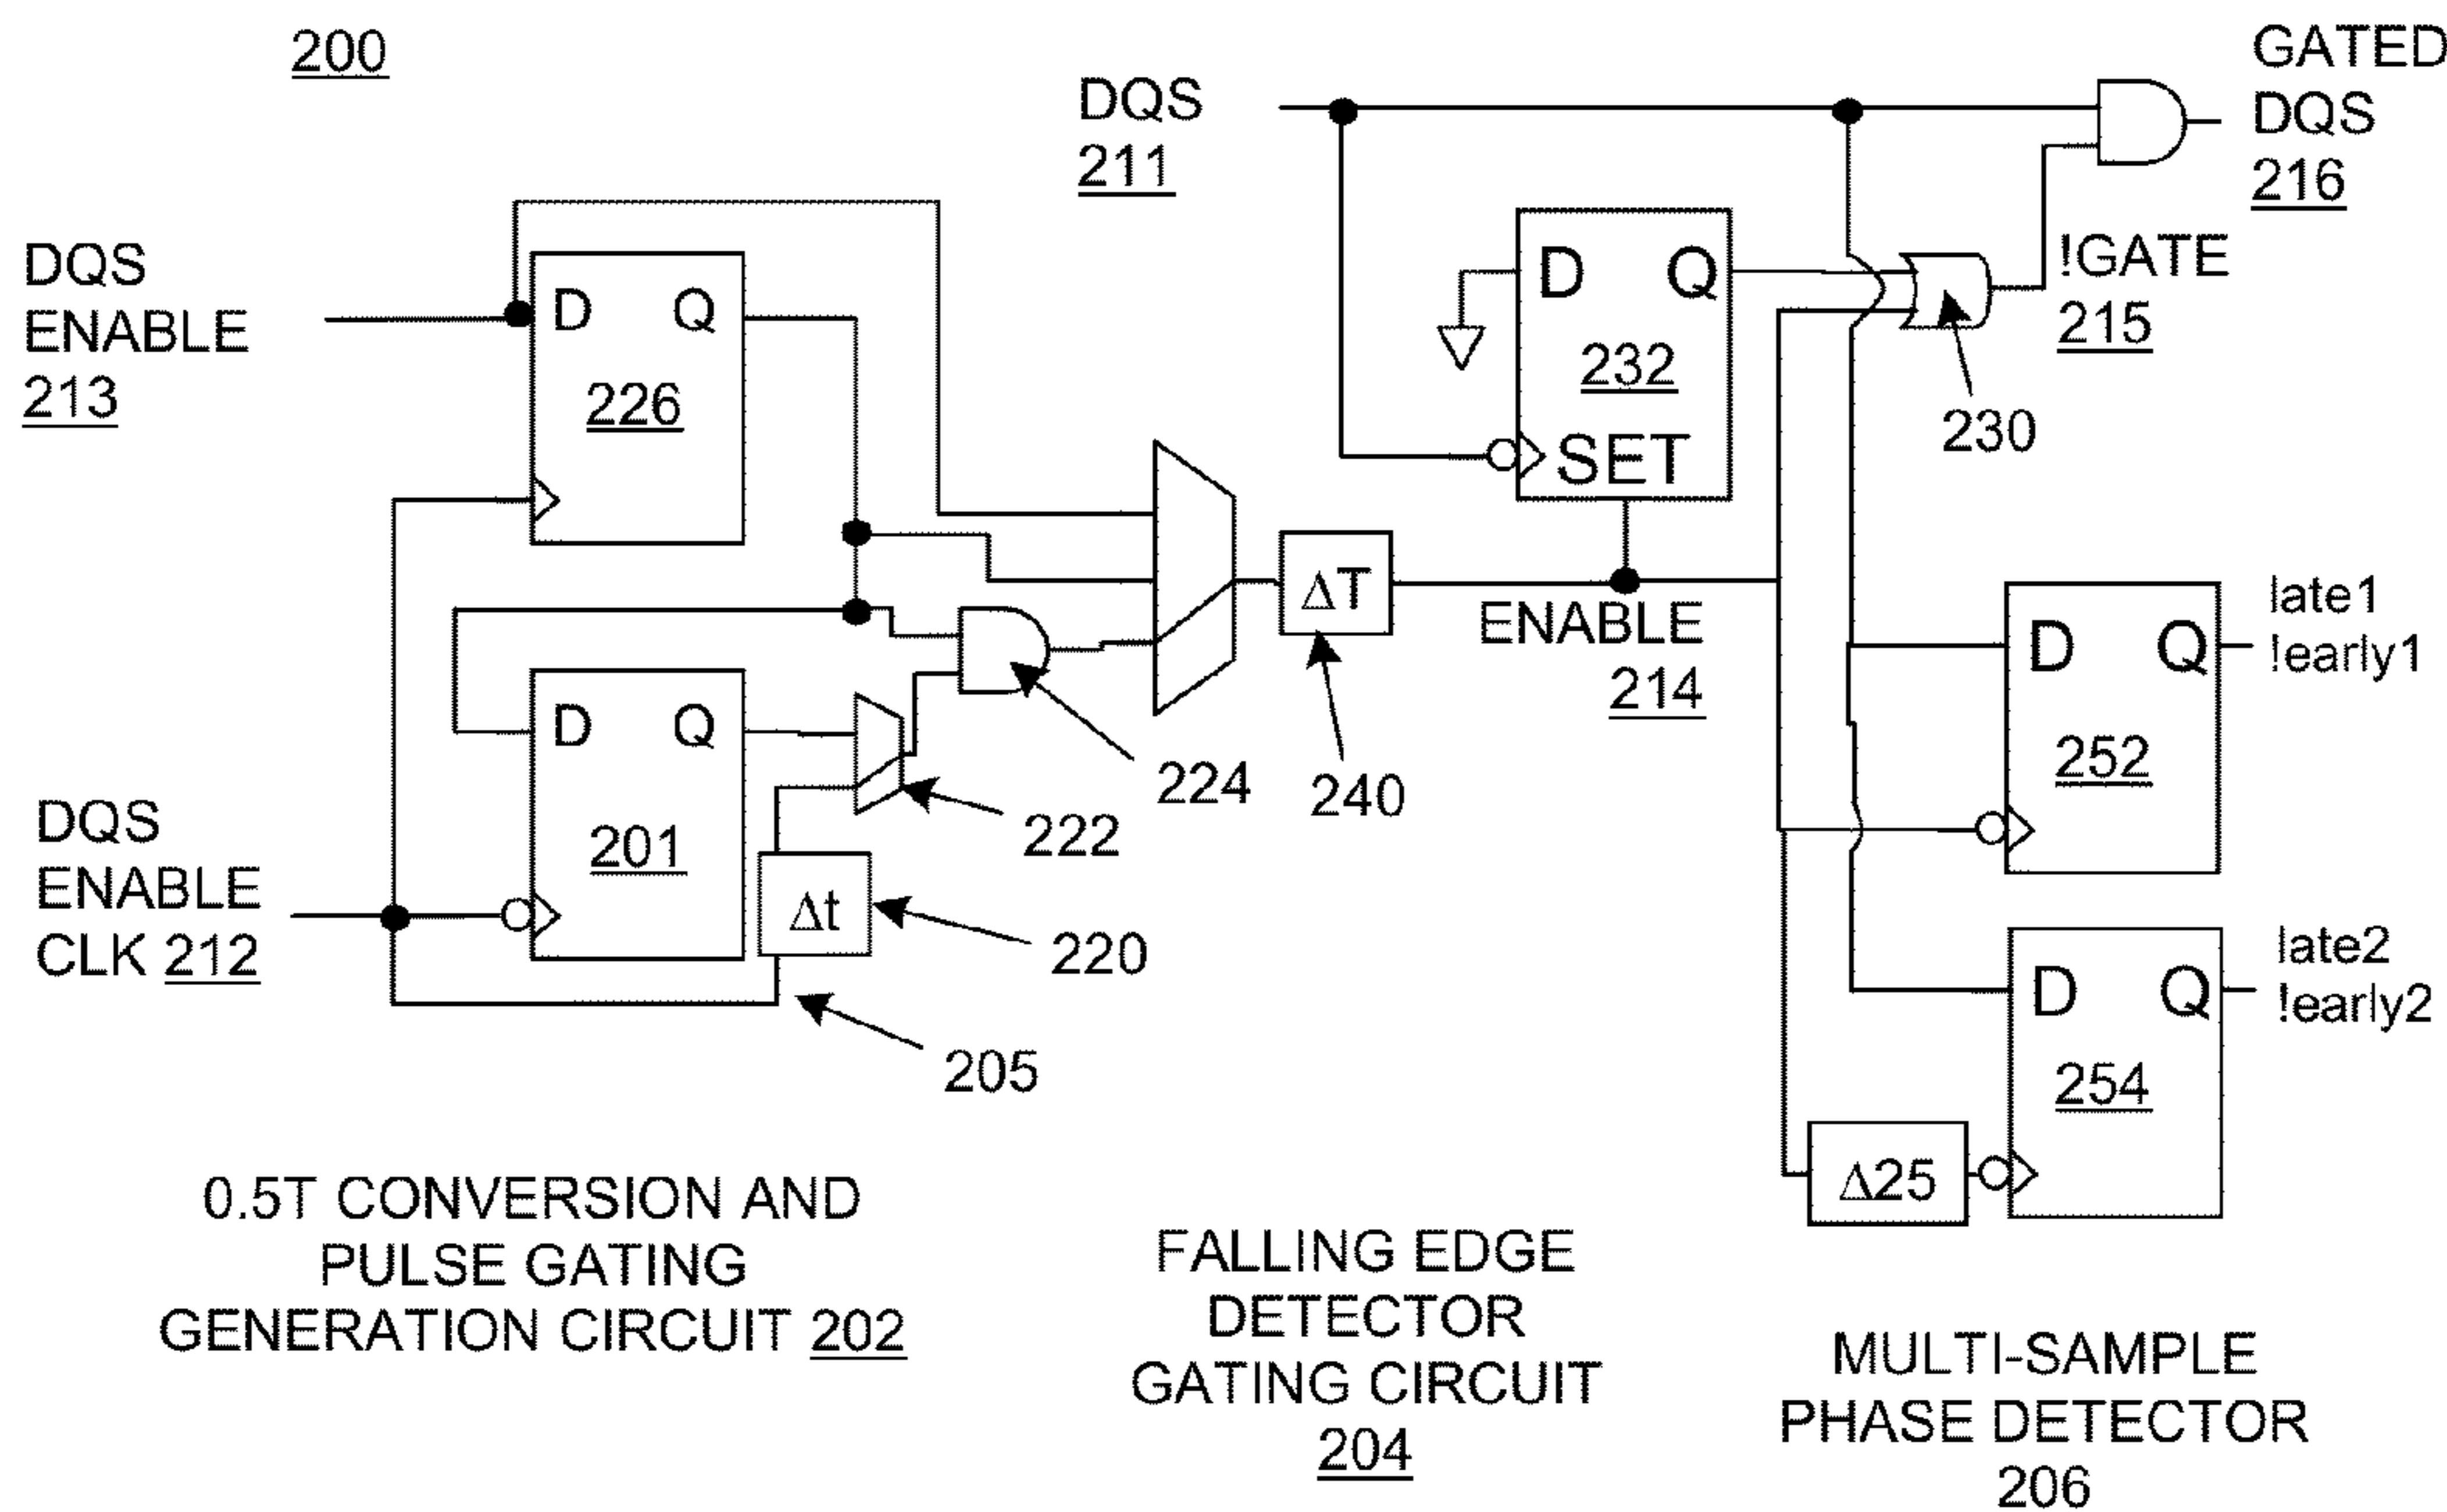 200
DQS
211
GATED
DQS
216
DQS
ENABLE
213
D Q
226
D Q
232
SET
!GATE
215
230
ΔT
240
ENABLE
214
D Q
252
late1
!early1
DQS
ENABLE
CLK 212
D Q
201
222
224
Δt
220
205
D Q
254
late2
!early2
Δ25
0.5T CONVERSION AND
PULSE GATING
GENERATION CIRCUIT 202
FALLING EDGE
DETECTOR
GATING CIRCUIT
204
MULTI-SAMPLE
PHASE DETECTOR
206